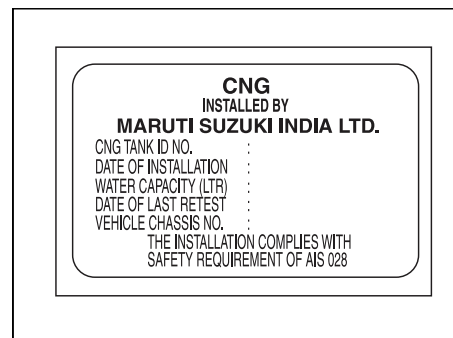 CNG
INSTALLED BY
MARUTI SUZUKI INDIA LTD.
CNG TANK ID NO. :
DATE OF INSTALLATION :
WATER CAPACITY (LTR) :
DATE OF LAST RETEST :
VEHICLE CHASSIS NO. :
THE INSTALLATION COMPLIES WITH
SAFETY REQUIREMENT OF AIS 028